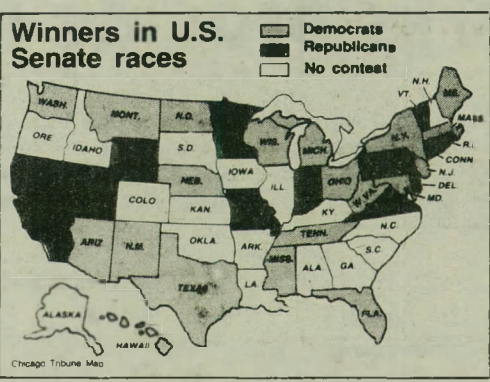 Winners in U.S.
Senate races
Democrats
Republicans
No contest
WASH.
MONT.
N.D.
ORE
IDAHO
S.D.
WIS.
MICH.
N.H.
VT.
ME.
MASS.
N.Y.
R.I.
CONN.
N.J.
DEL.
MD.
NEB.
IOWA
ILL
OHIO
W.VA.
COLO
KAN.
KY
N.C.
ARIZ
N.M.
OKLA.
ARK.
TENN.
S.C.
MISS.
ALA
GA.
TEXAS
LA.
FLA.
ALASKA
HAWAII
Chicago Tribune Map